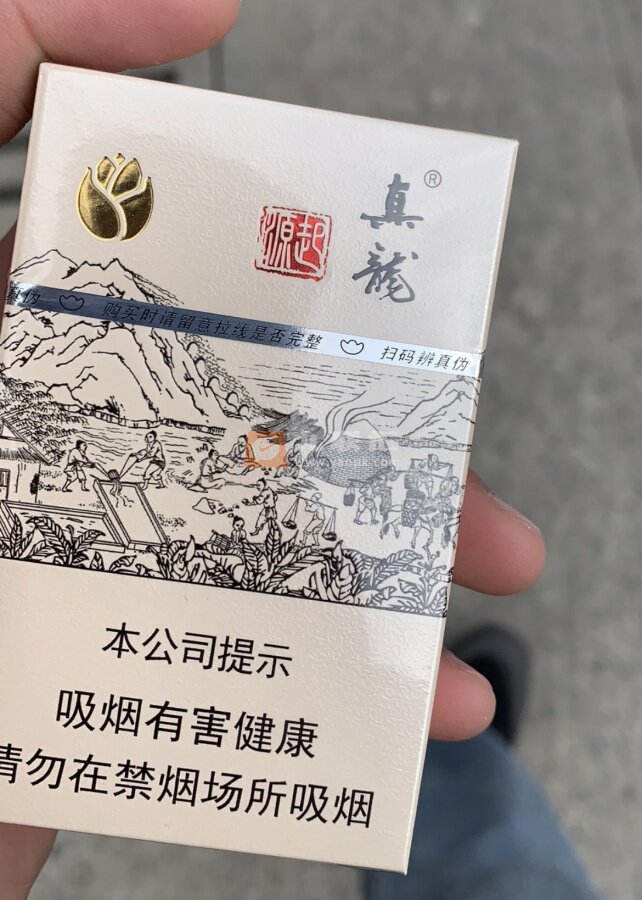 真龙®
起源
真伪 购买时请留意拉线是否完整 扫码辨真伪
本公司提示
吸烟有害健康
请勿在禁烟场所吸烟